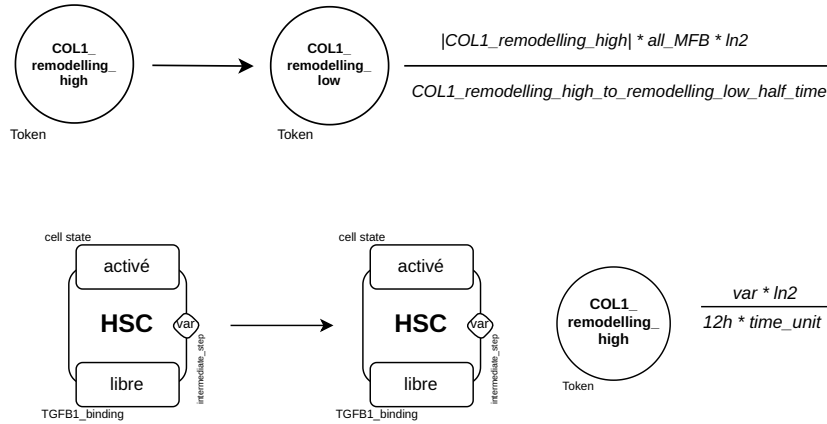 COL1_
remodelling_
high
Token
COL1_
remodelling_
low
|COL1_remodelling_high| * all_MFB * ln2
COL1_remodelling_high_to_remodelling_low_half_time
cell state
activé
HSC
var
intermediate_step
libre
TGFB1_binding
cell state
activé
HSC
var
intermediate_step
libre
TGFB1_binding
COL1_
remodelling_
high
Token
var * ln2
12h * time_unit